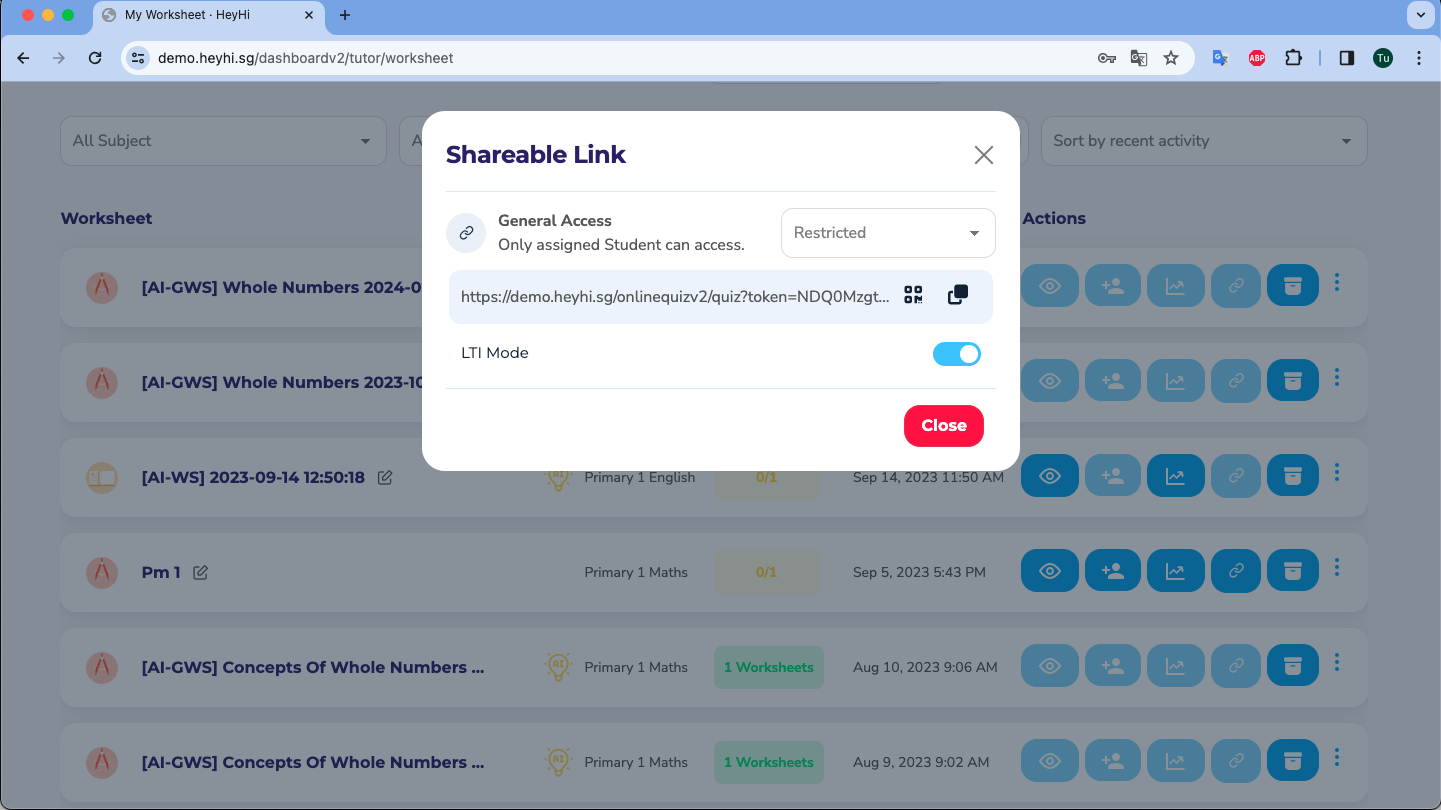 My Worksheet · HeyHi
demo.heyhi.sg/dashboardv2/tutor/worksheet
ABP
Tu
All Subject
A
Sort by recent activity
Shareable Link
General Access
Only assigned Student can access.
Restricted
https://demo.heyhi.sg/onlinequizv2/quiz?token=NDQ0Mzgt...
LTI Mode
Close
Worksheet
Actions
[AI-GWS] Whole Numbers 2024-0
[AI-GWS] Whole Numbers 2023-10
[AI-WS] 2023-09-14 12:50:18
AI
Primary 1 English
0/1
Sep 14, 2023 11:50 AM
Pm 1
Primary 1 Maths
0/1
Sep 5, 2023 5:43 PM
[AI-GWS] Concepts Of Whole Numbers ...
AI
Primary 1 Maths
1 Worksheets
Aug 10, 2023 9:06 AM
[AI-GWS] Concepts Of Whole Numbers ...
AI
Primary 1 Maths
1 Worksheets
Aug 9, 2023 9:02 AM